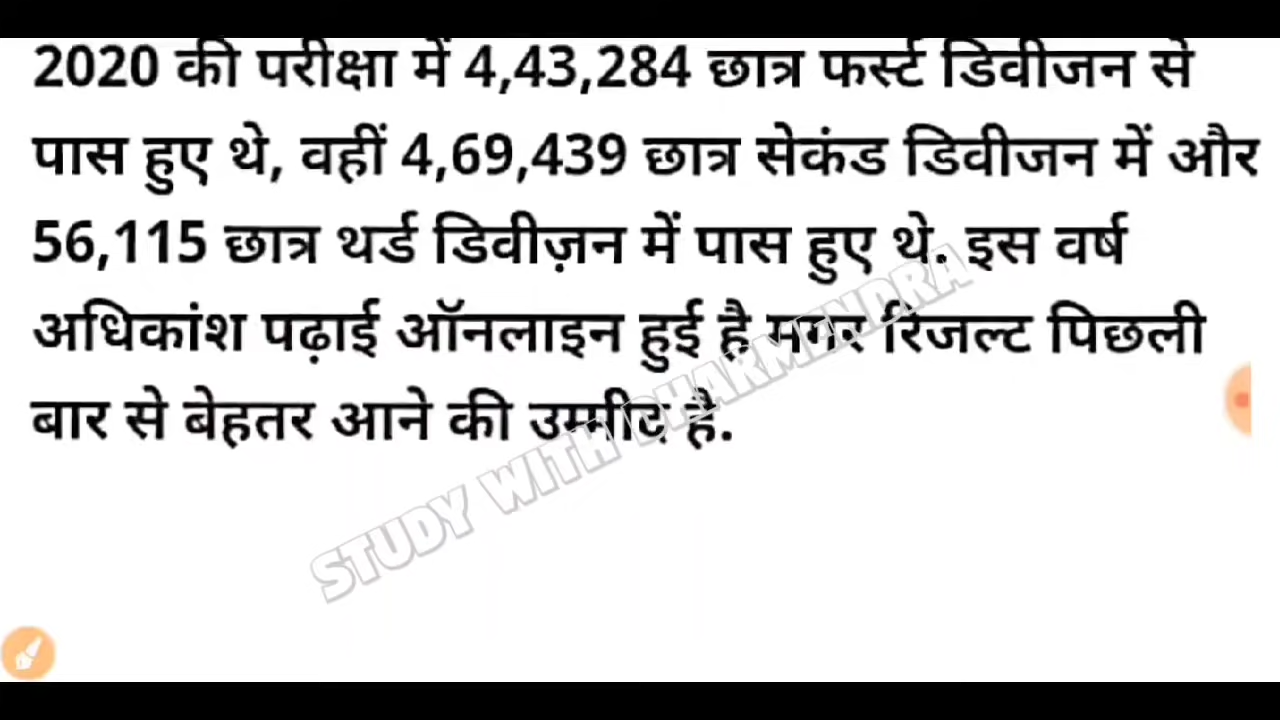 2020 की परीक्षा में 4,43,284 छात्र फर्स्ट डिवीजन से
पास हुए थे, वहीं 4,69,439 छात्र सेकंड डिवीजन में और
56,115 छात्र थर्ड डिवीज़न में पास हुए थे. इस वर्ष
अधिकांश पढ़ाई ऑनलाइन हुई है मगर रिजल्ट पिछली
बार से बेहतर आने की उम्मीद है.
STUDY WITH DHARMENDRA